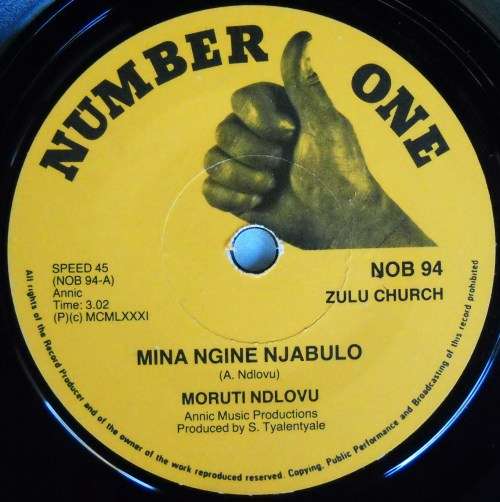 NUMBER ONE
NOB 94
ZULU CHURCH
SPEED 45
(NOB 94-A)
Annic
Time: 3.02
(P)(c) MCMLXXXI
MINA NGINE NJABULO
(A. Ndlovu)
MORUTI NDLOVU
Annic Music Productions
Produced by S. Tyalentyale
All rights of the Record Producer and of the owner of the work reproduced reserved. Copying, Public Performance and Broadcasting of this record prohibited